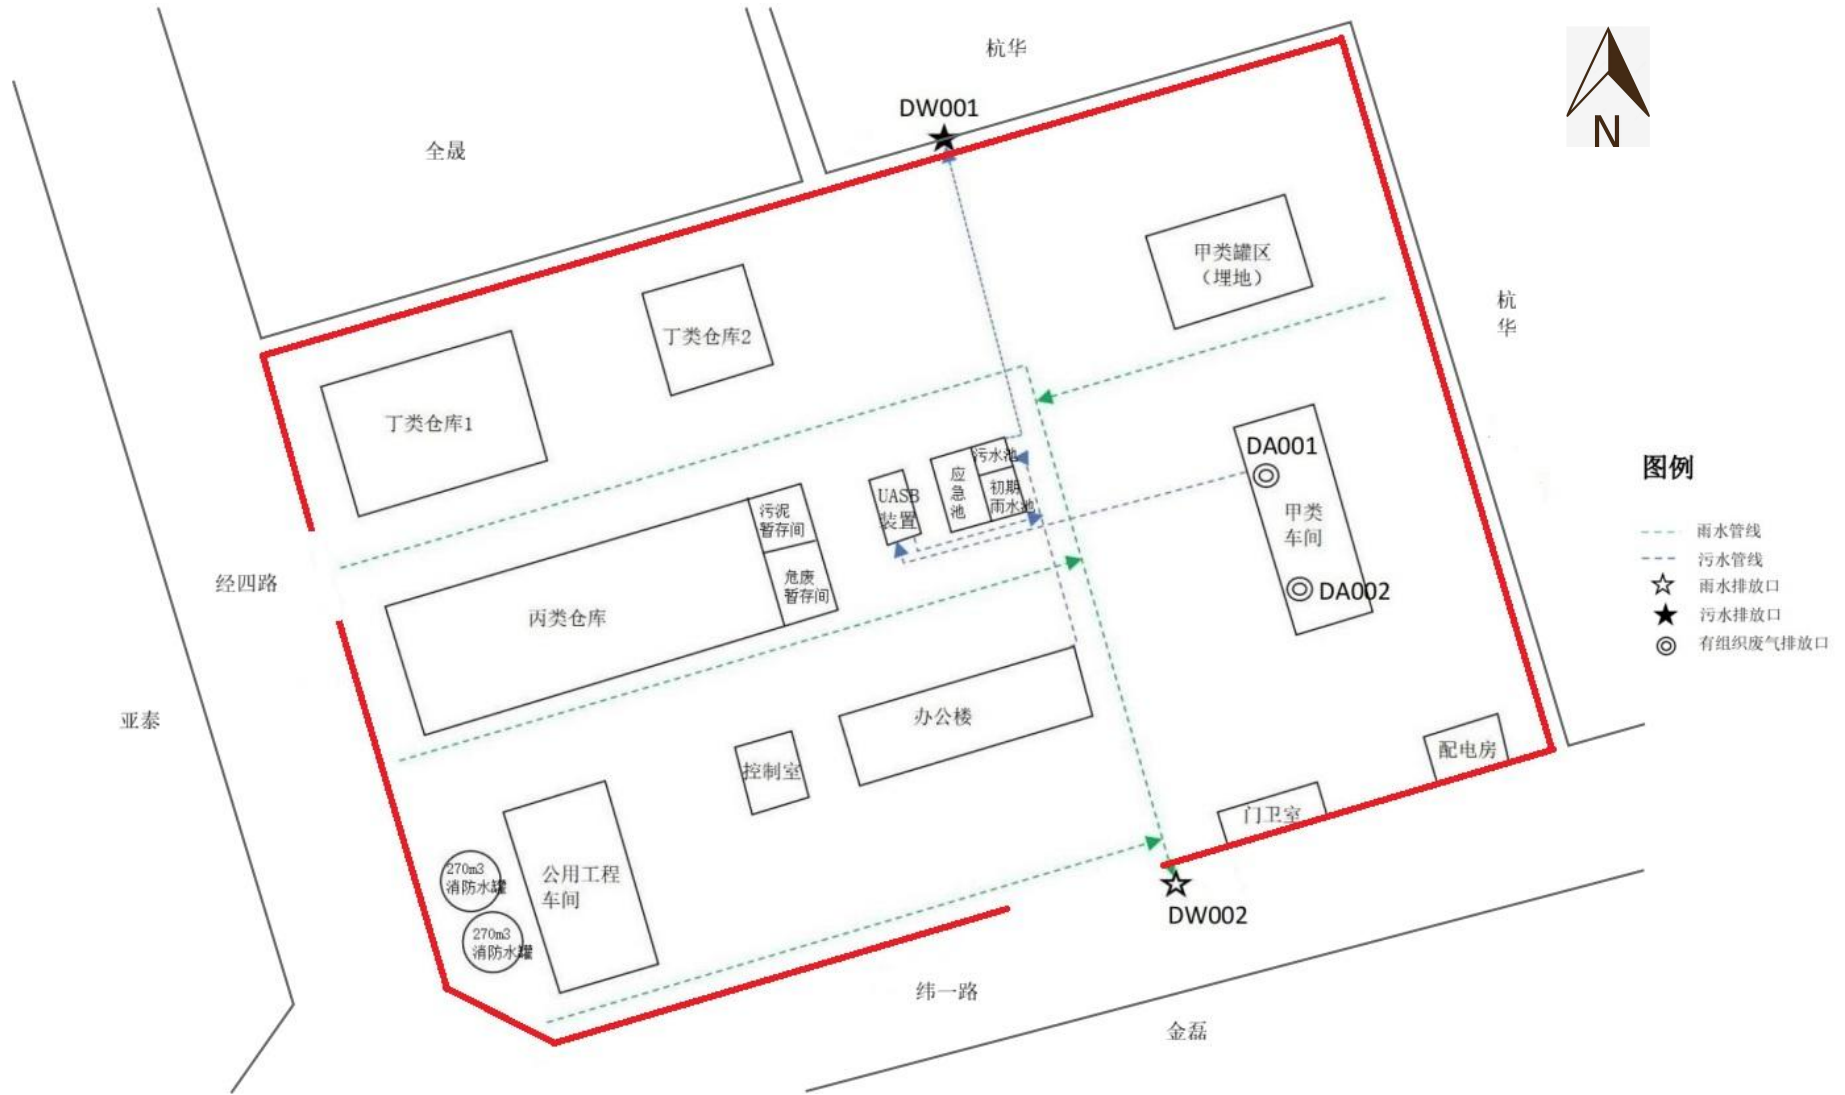 杭华
N
DW001
全晟
甲类罐区
（埋地）
杭
华
丁类仓库2
丁类仓库1
DA001
图例
污水池
应
急
池
初期
雨水池
UASB
装置
污泥
暂存间
甲类
车间
雨水管线
污水管线
雨水排放口
污水排放口
有组织废气排放口
经四路
危废
暂存间
DA002
丙类仓库
亚泰
办公楼
配电房
控制室
门卫室
270m3
消防水罐
公用工程
车间
DW002
270m3
消防水罐
纬一路
金磊